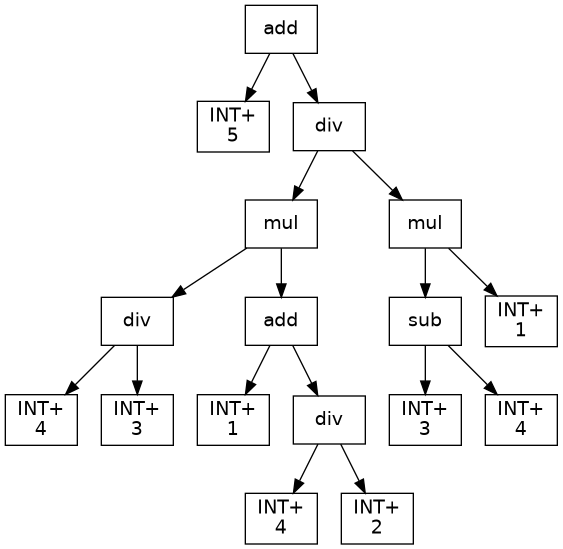 add
INT+
5
div
mul
mul
div
add
sub
INT+
1
INT+
4
INT+
3
INT+
1
div
INT+
3
INT+
4
INT+
4
INT+
2